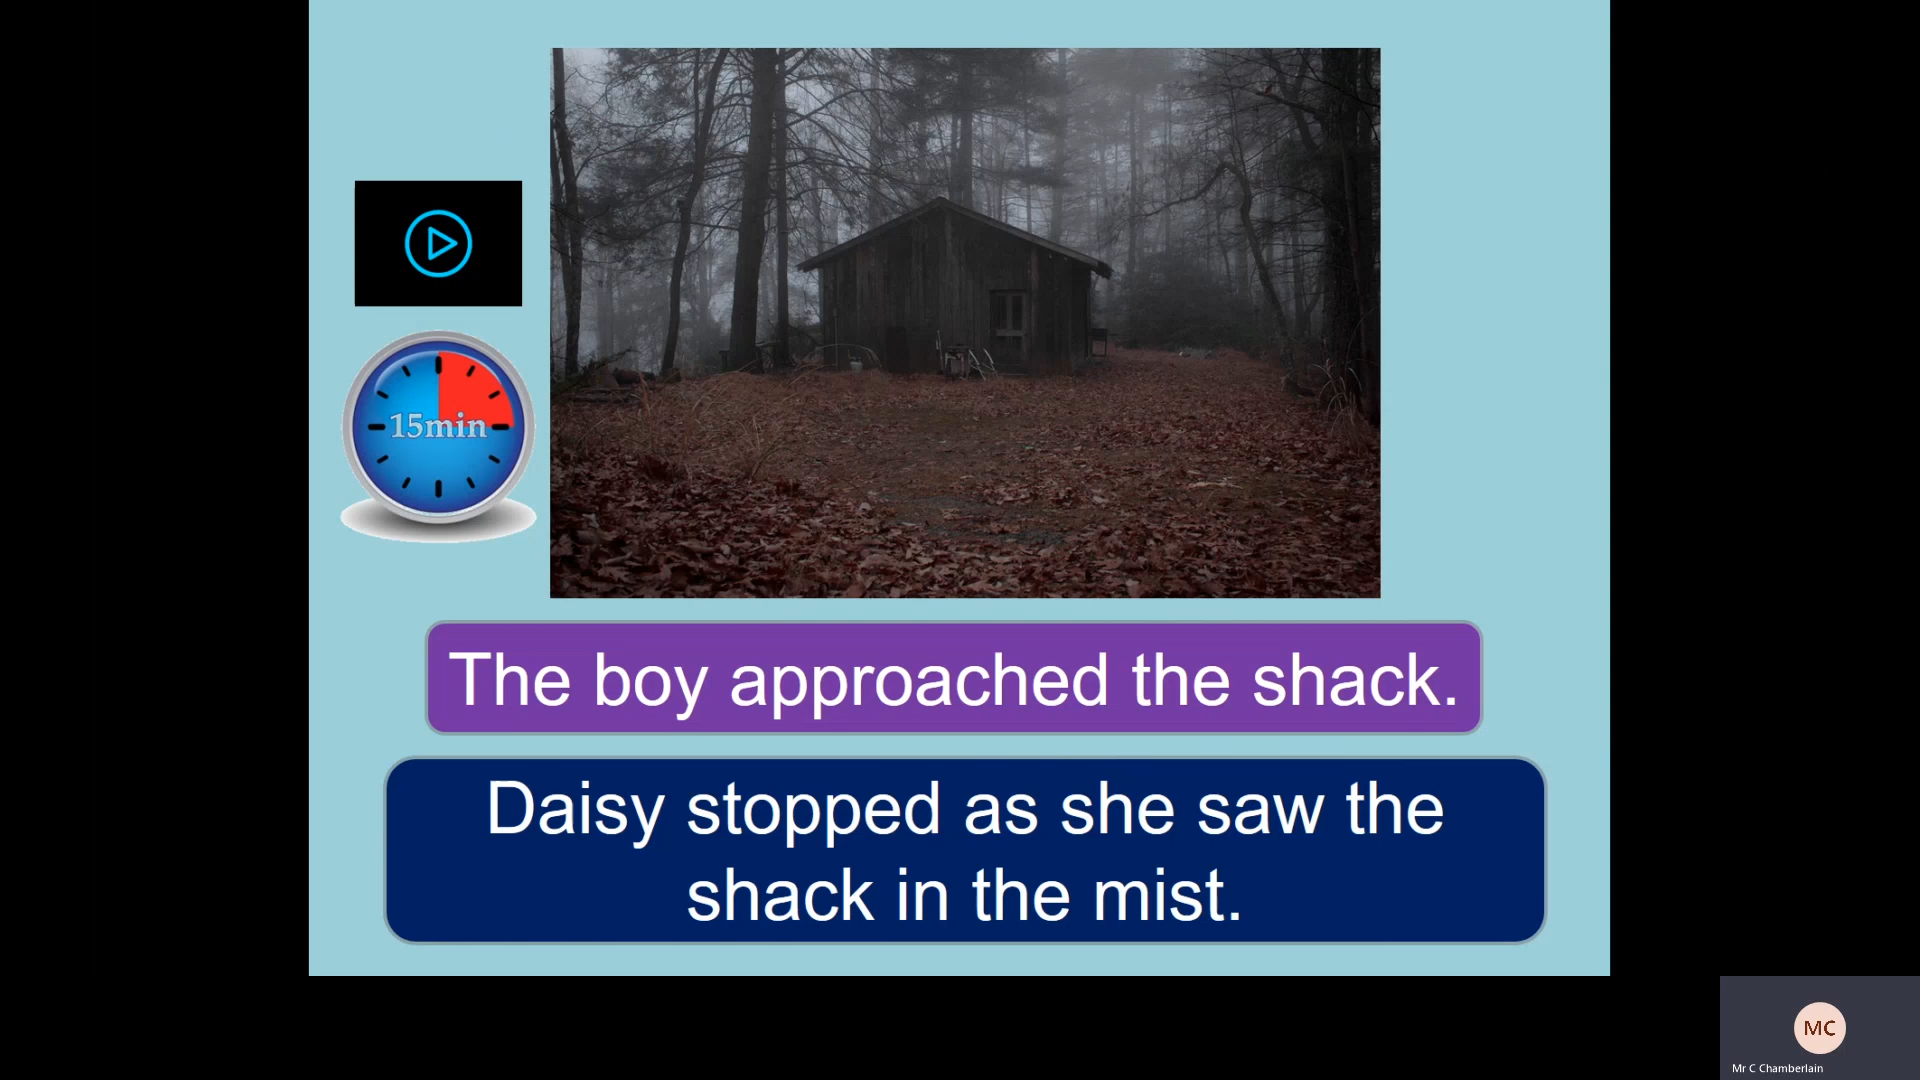 15min
The boy approached the shack.
Daisy stopped as she saw the
shack in the mist.
MC
Mr C Chamberlain